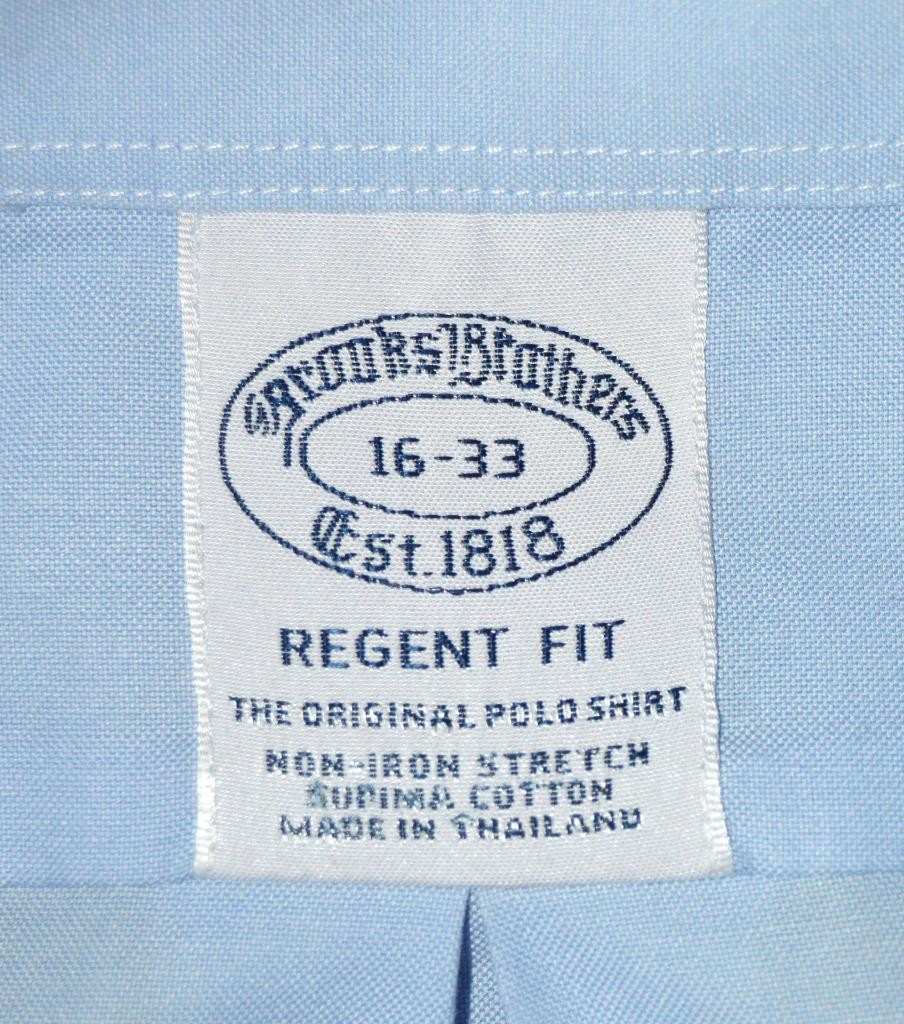 Brooks Brothers
16-33
Est. 1818
REGENT FIT
THE ORIGINAL POLO SHIRT
NON-IRON STRETCH
SUPIMA COTTON
MADE IN THAILAND